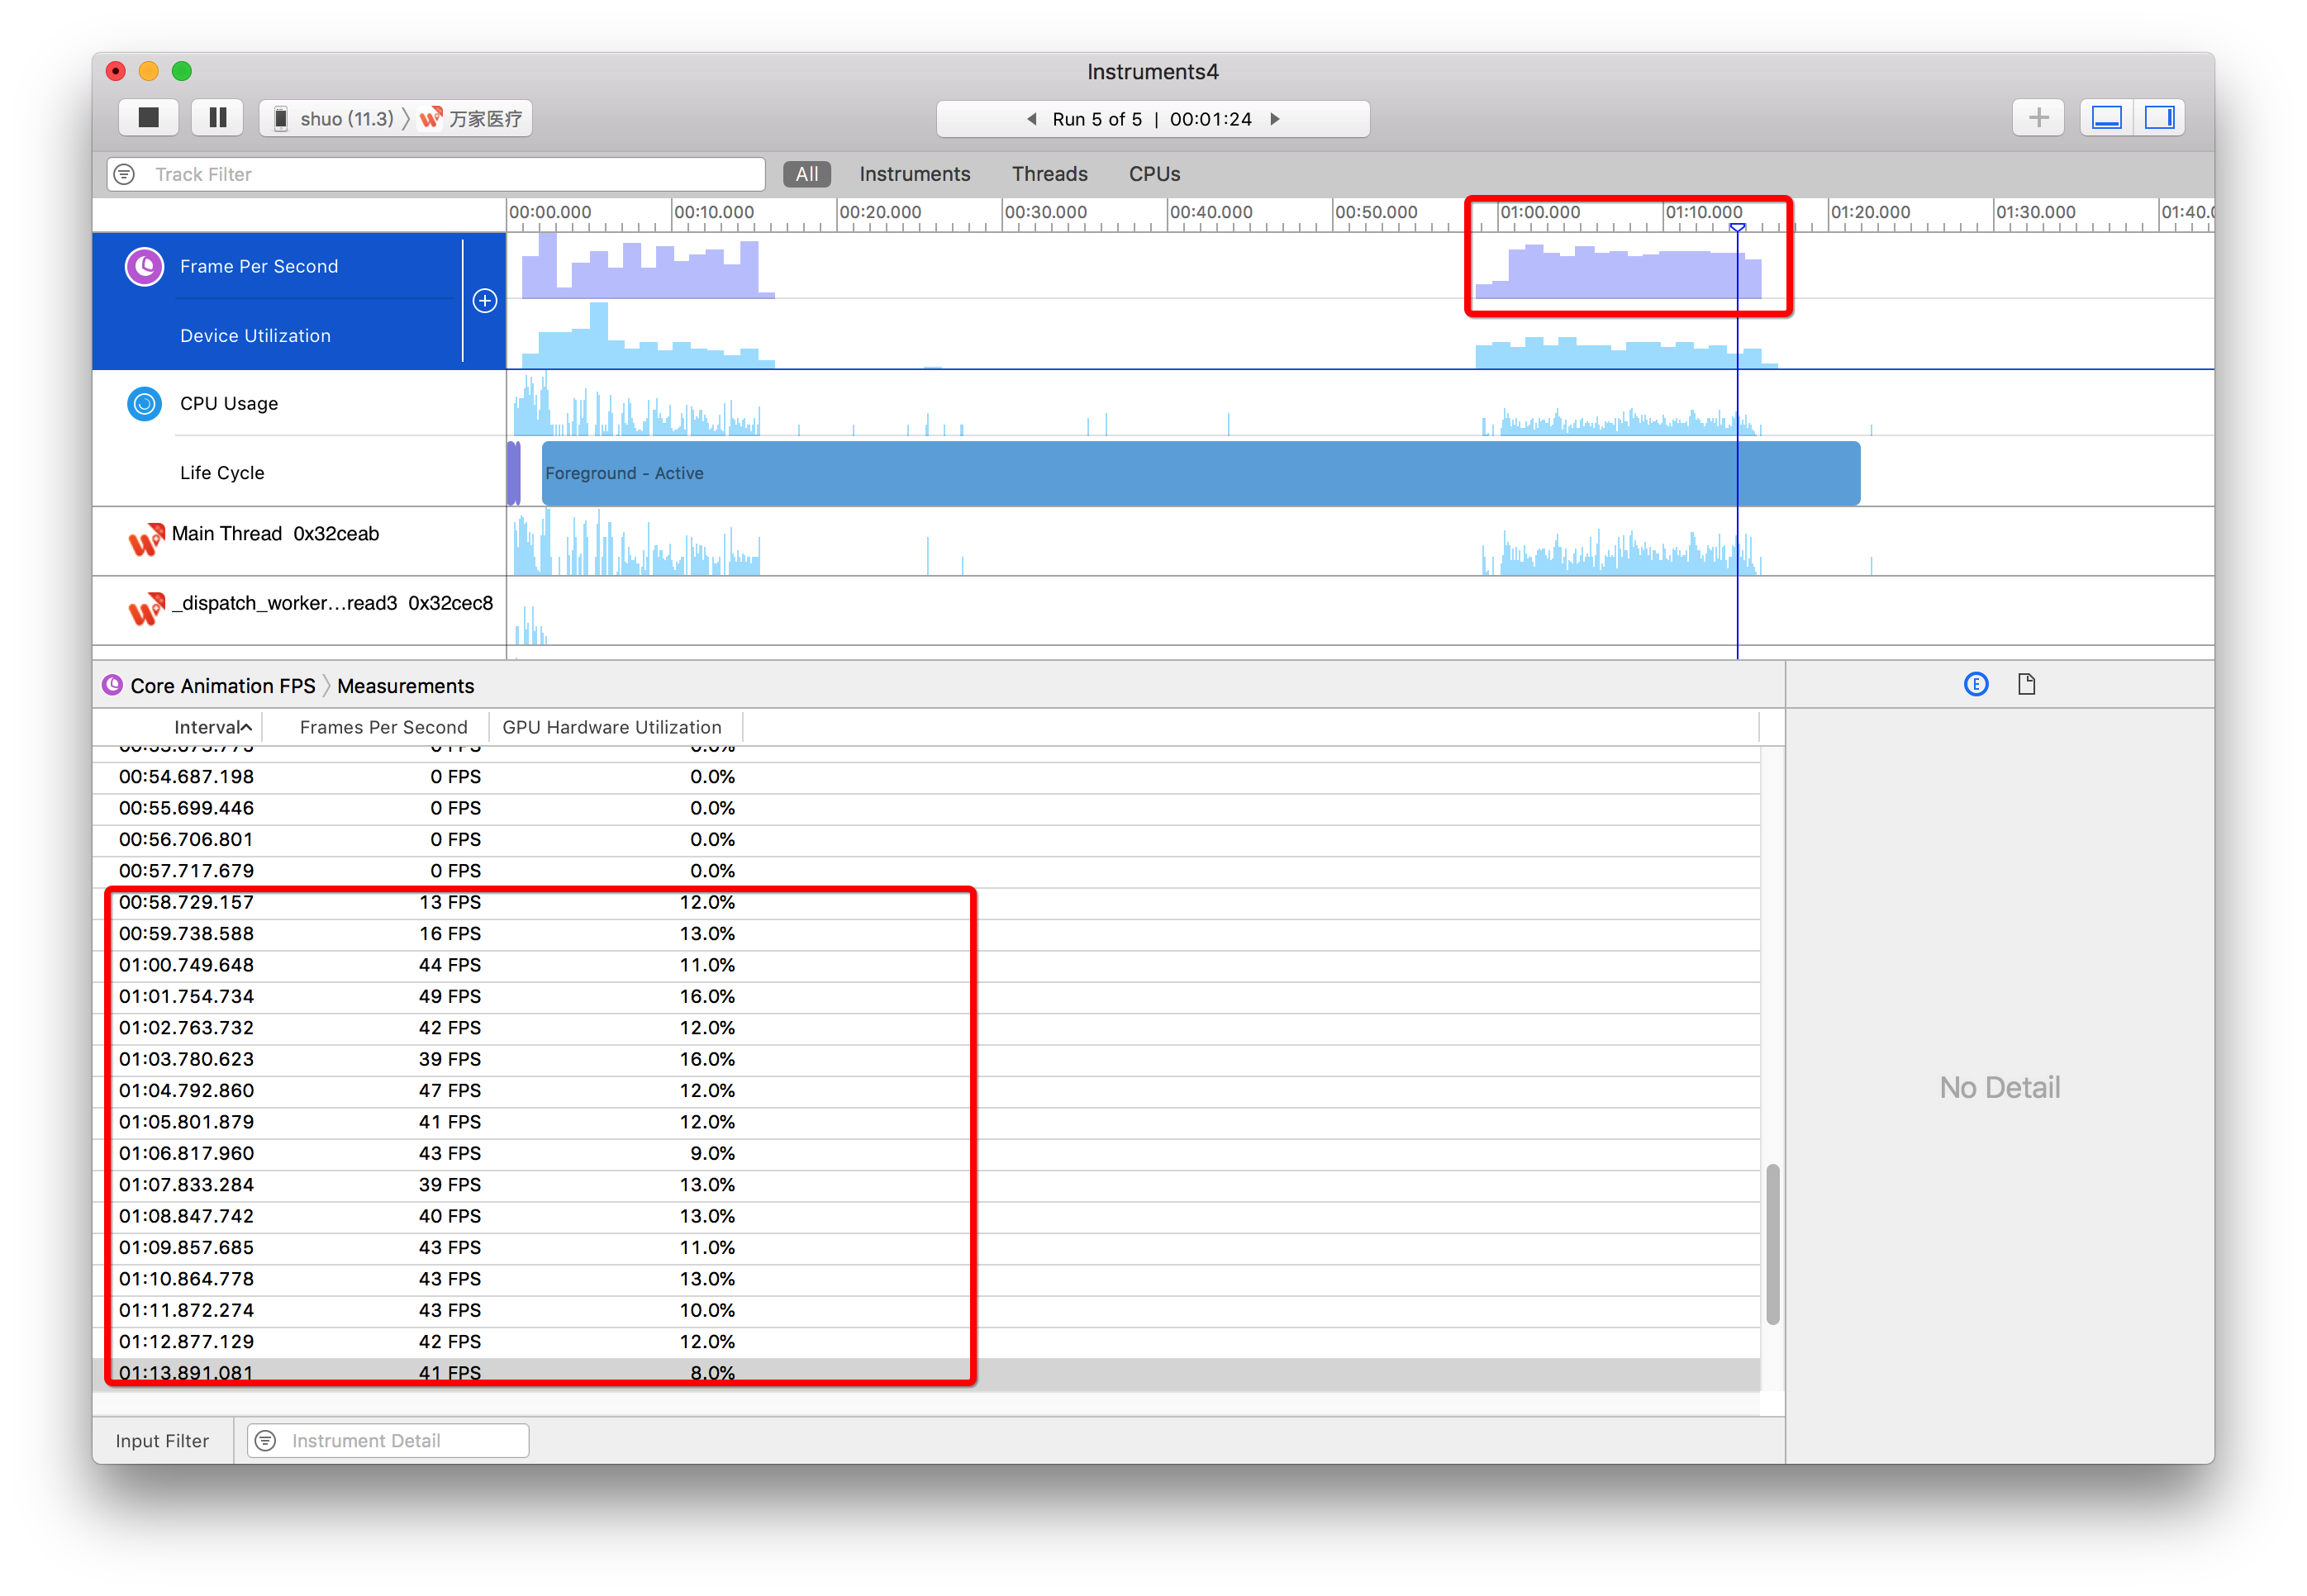 Instruments4
shuo (11.3) 〉 万家医疗
Run 5 of 5 | 00:01:24
Track Filter
All Instruments Threads CPUs
00:00.000 00:10.000 00:20.000 00:30.000 00:40.000 00:50.000 01:00.000 01:10.000 01:20.000 01:30.000 01:40.0
Frame Per Second
Device Utilization
CPU Usage
Life Cycle
Foreground - Active
Main Thread 0x32ceab
_dispatch_worker...read3 0x32cec8
Core Animation FPS 〉 Measurements
Interval Frames Per Second GPU Hardware Utilization
00:54.687.198 0 FPS 0.0%
00:55.699.446 0 FPS 0.0%
00:56.706.801 0 FPS 0.0%
00:57.717.679 0 FPS 0.0%
00:58.729.157 13 FPS 12.0%
00:59.738.588 16 FPS 13.0%
01:00.749.648 44 FPS 11.0%
01:01.754.734 49 FPS 16.0%
01:02.763.732 42 FPS 12.0%
01:03.780.623 39 FPS 16.0%
01:04.792.860 47 FPS 12.0%
01:05.801.879 41 FPS 12.0%
01:06.817.960 43 FPS 9.0%
01:07.833.284 39 FPS 13.0%
01:08.847.742 40 FPS 13.0%
01:09.857.685 43 FPS 11.0%
01:10.864.778 43 FPS 13.0%
01:11.872.274 43 FPS 10.0%
01:12.877.129 42 FPS 12.0%
01:13.891.081 41 FPS 8.0%
E
No Detail
Input Filter Instrument Detail